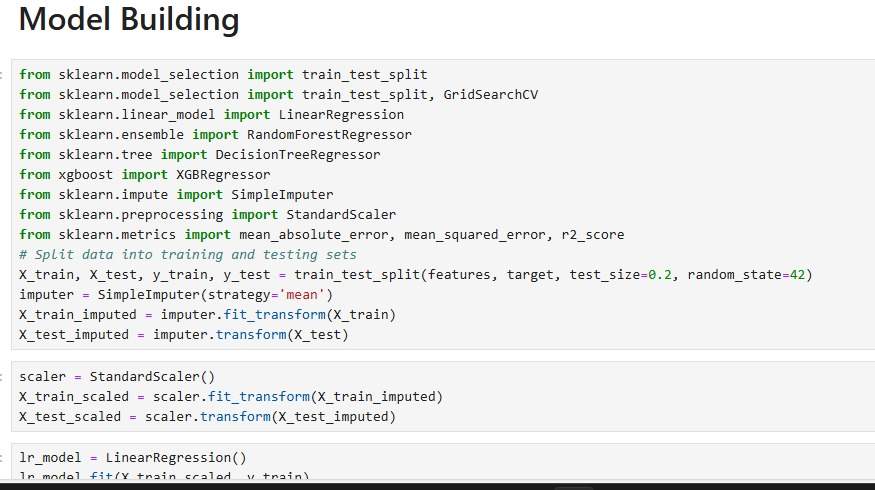 Model Building
from sklearn.model_selection import train_test_split
from sklearn.model_selection import train_test_split, GridSearchCV
from sklearn.linear_model import LinearRegression
from sklearn.ensemble import RandomForestRegressor
from sklearn.tree import DecisionTreeRegressor
from xgboost import XGBRegressor
from sklearn.impute import SimpleImputer
from sklearn.preprocessing import StandardScaler
from sklearn.metrics import mean_absolute_error, mean_squared_error, r2_score
# Split data into training and testing sets
X_train, X_test, y_train, y_test = train_test_split(features, target, test_size=0.2, random_state=42)
imputer = SimpleImputer(strategy='mean')
X_train_imputed = imputer.fit_transform(X_train)
X_test_imputed = imputer.transform(X_test)
scaler = StandardScaler()
X_train_scaled = scaler.fit_transform(X_train_imputed)
X_test_scaled = scaler.transform(X_test_imputed)
lr_model = LinearRegression()
lr_model.fit(X_train_scaled, y_train)